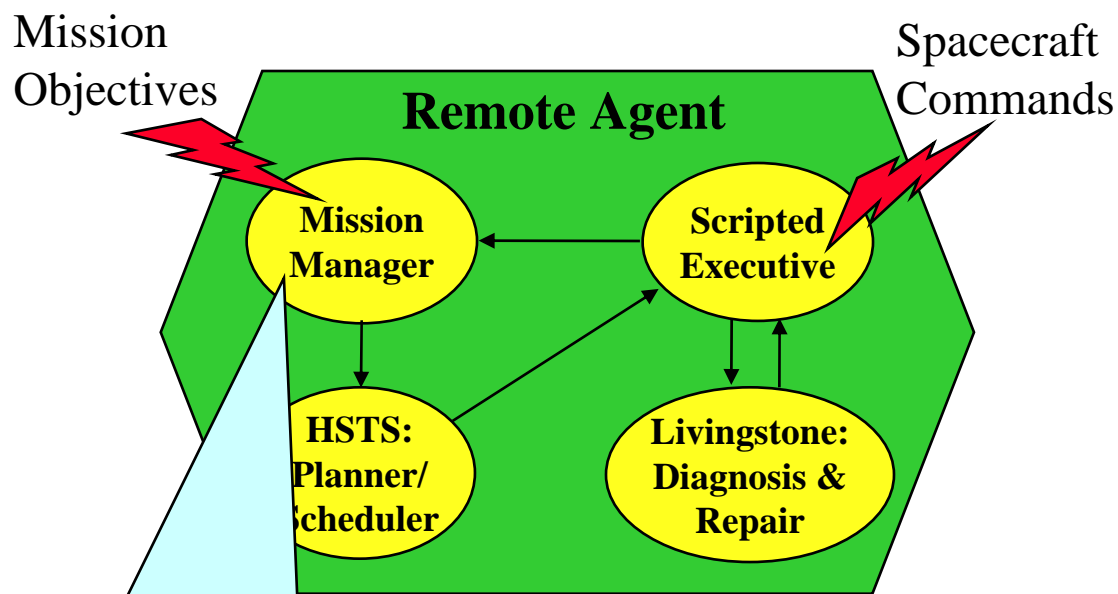 Mission
Objectives
Spacecraft
Commands
Remote Agent
Mission
Manager
Scripted
Executive
HSTS:
Planner/
Scheduler
Livingstone:
Diagnosis &
Repair